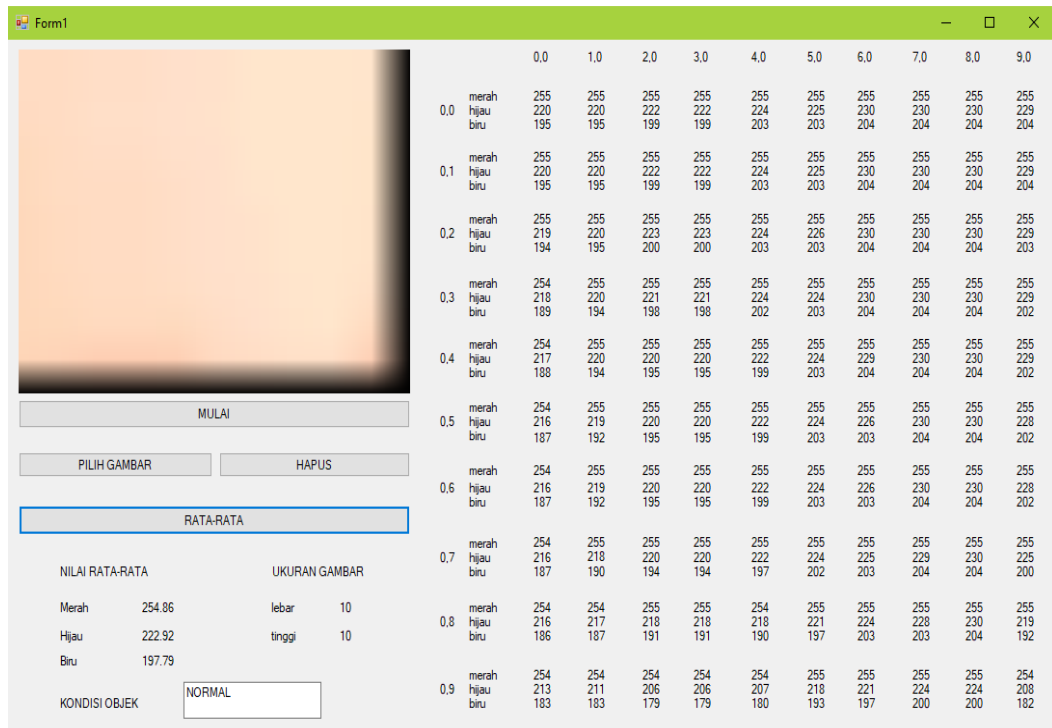 Form1
0,0 1,0 2,0 3,0 4,0 5,0 6,0 7,0 8,0 9,0
merah 255 255 255 255 255 255 255 255 255 255
0,0 hijau 220 220 222 222 224 225 230 230 230 229
biru 195 195 199 199 203 203 204 204 204 204
merah 255 255 255 255 255 255 255 255 255 255
0,1 hijau 220 220 222 222 224 225 230 230 230 229
biru 195 195 199 199 203 203 204 204 204 204
merah 255 255 255 255 255 255 255 255 255 255
0,2 hijau 219 220 223 223 224 226 230 230 230 229
biru 194 195 200 200 203 203 204 204 204 203
merah 254 255 255 255 255 255 255 255 255 255
0,3 hijau 218 220 221 221 224 224 230 230 230 229
biru 189 194 198 198 202 203 204 204 204 202
merah 254 255 255 255 255 255 255 255 255 255
0,4 hijau 217 220 220 220 222 224 229 230 230 229
biru 188 194 195 195 199 203 204 204 204 202
merah 254 255 255 255 255 255 255 255 255 255
0,5 hijau 216 219 220 220 222 224 226 230 230 228
biru 187 192 195 195 199 203 203 204 204 202
merah 254 255 255 255 255 255 255 255 255 255
0,6 hijau 216 219 220 220 222 224 226 230 230 228
biru 187 192 195 195 199 203 203 204 204 202
merah 254 255 255 255 255 255 255 255 255 255
0,7 hijau 216 218 220 220 222 224 225 229 230 225
biru 187 190 194 194 197 202 203 204 204 200
merah 254 254 255 255 254 255 255 255 255 255
0,8 hijau 216 217 218 218 218 221 224 228 230 219
biru 186 187 191 191 190 197 203 203 204 192
merah 254 254 254 254 254 255 255 255 255 254
0,9 hijau 213 211 206 206 207 218 221 224 224 208
biru 183 183 179 179 180 193 197 200 200 182
MULAI
PILIH GAMBAR HAPUS
RATA-RATA
NILAI RATA-RATA UKURAN GAMBAR
Merah 254.86 lebar 10
Hijau 222.92 tinggi 10
Biru 197.79
KONDISI OBJEK NORMAL